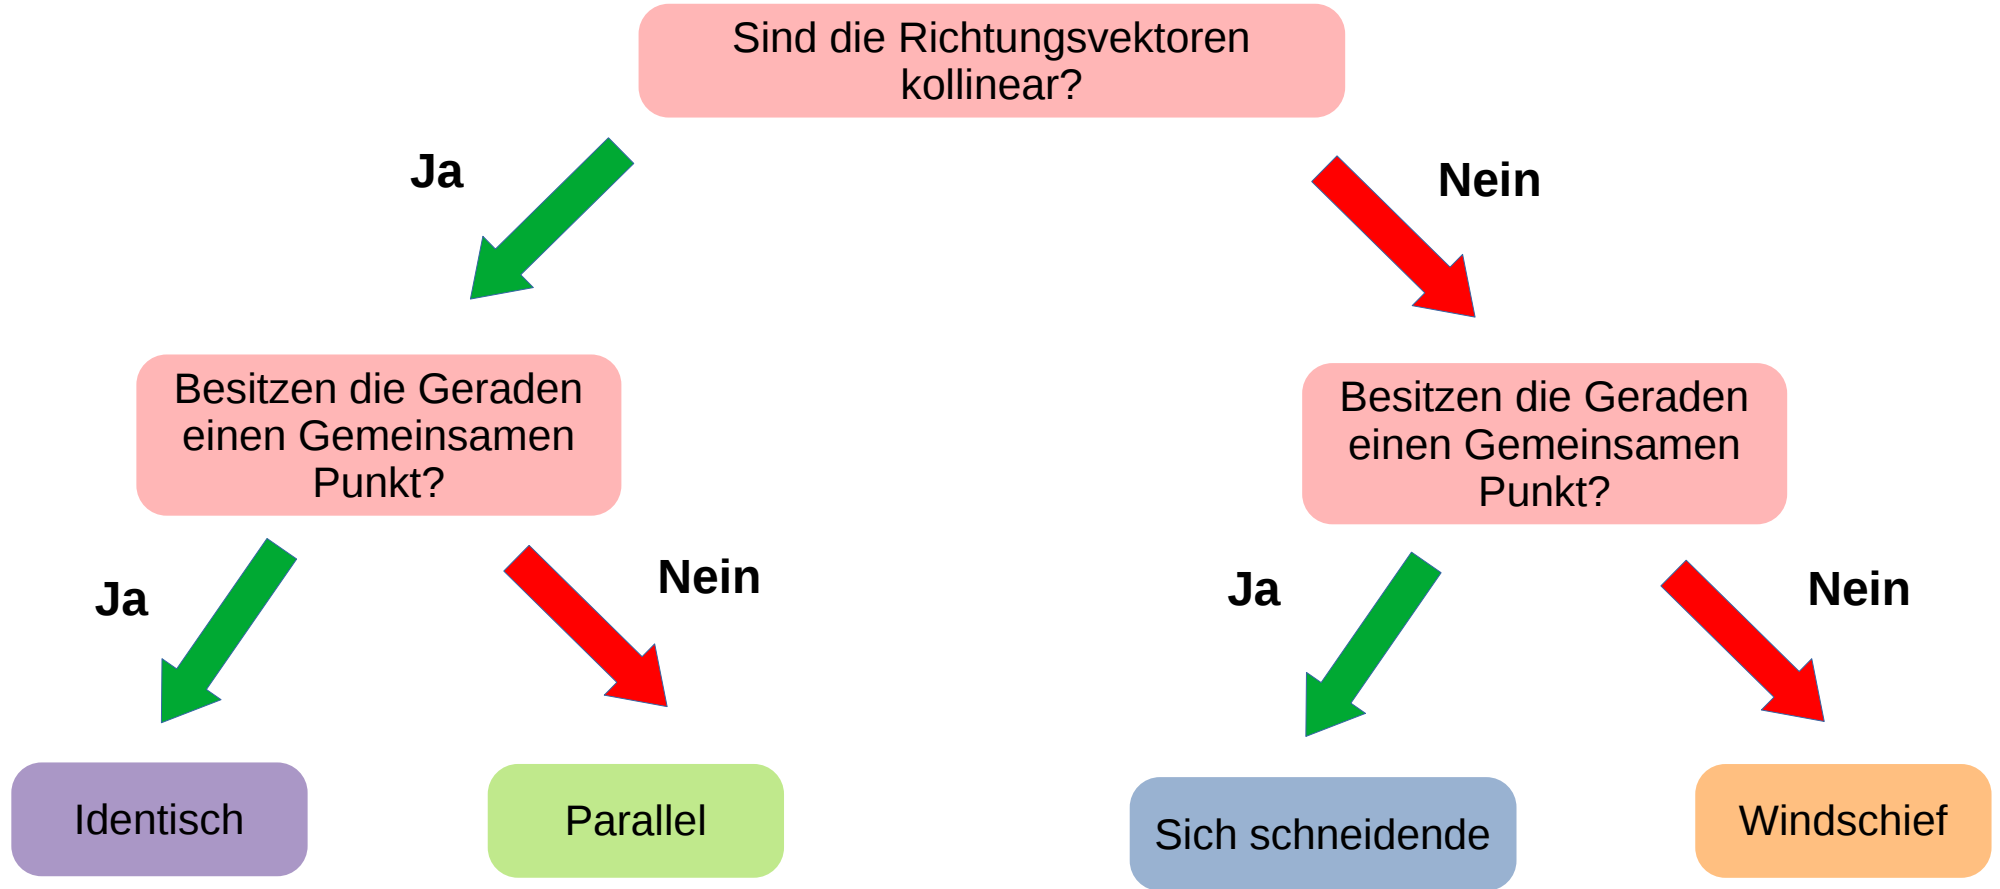 Sind die Richtungsvektoren
kollinear?
Ja
Nein
Besitzen die Geraden
einen Gemeinsamen
Punkt?
Besitzen die Geraden
einen Gemeinsamen
Punkt?
Ja
Nein
Ja
Nein
Identisch
Parallel
Sich schneidende
Windschief